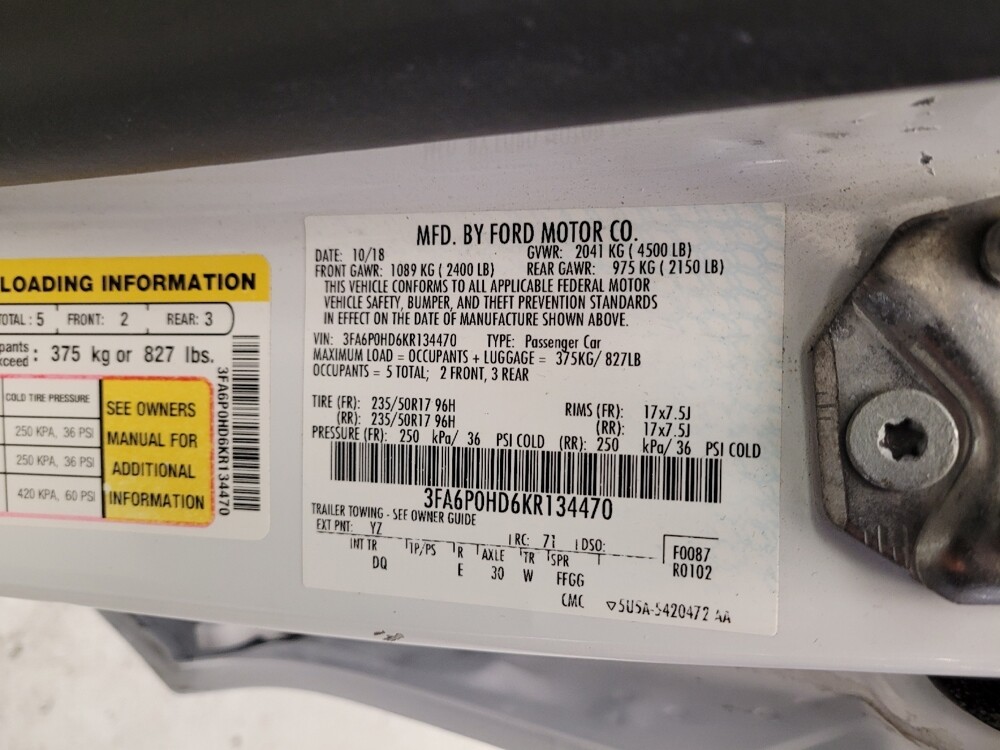 LOADING INFORMATION
TOTAL: 5 FRONT: 2 REAR: 3
375 kg or 827 lbs.
COLD TIRE PRESSURE
250 KPA, 36 PSI
250 KPA, 36 PSI
420 KPA, 60 PSI
SEE OWNERS
MANUAL FOR
ADDITIONAL
INFORMATION
3FA6P0HD6KR134470
MFD. BY FORD MOTOR CO.
DATE: 10/18 GVWR: 2041 KG ( 4500 LB)
FRONT GAWR: 1089 KG ( 2400 LB) REAR GAWR: 975 KG ( 2150 LB)
THIS VEHICLE CONFORMS TO ALL APPLICABLE FEDERAL MOTOR
VEHICLE SAFETY, BUMPER, AND THEFT PREVENTION STANDARDS
IN EFFECT ON THE DATE OF MANUFACTURE SHOWN ABOVE.
VIN: 3FA6P0HD6KR134470 TYPE: Passenger Car
MAXIMUM LOAD = OCCUPANTS + LUGGAGE = 375KG/ 827LB
OCCUPANTS = 5 TOTAL; 2 FRONT, 3 REAR
TIRE (FR): 235/50R17 96H RIMS (FR): 17x7.5J
(RR): 235/50R17 96H (RR): 17x7.5J
PRESSURE (FR): 250 kPa/ 36 PSI COLD (RR): 250 kPa/ 36 PSI COLD
3FA6P0HD6KR134470
TRAILER TOWING - SEE OWNER GUIDE
EXT PNT: YZ RC: 71 DSO:
INT TR TP/PS R AXLE TR SPR
DQ E 30 W FFGG
F0087
R0102
CMC ▽5U5A-5420472 AA